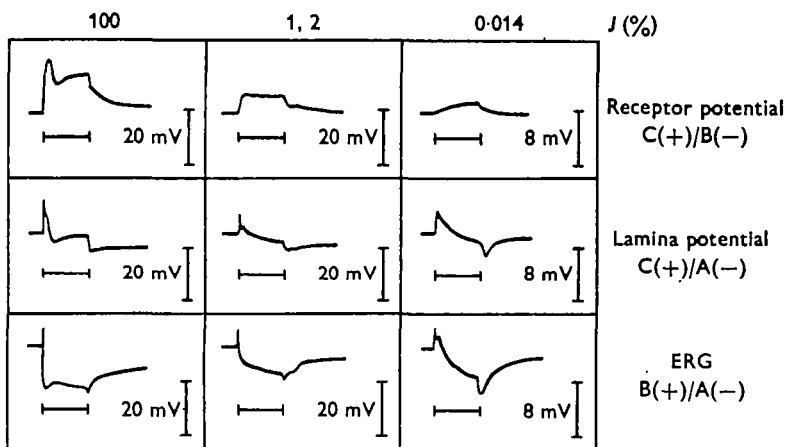 100 1, 2 0·014 J (%)
20 mV 20 mV 8 mV
Receptor potential
C(+)/B(−)
20 mV 20 mV 8 mV
Lamina potential
C(+)/A(−)
20 mV 20 mV 8 mV
ERG
B(+)/A(−)